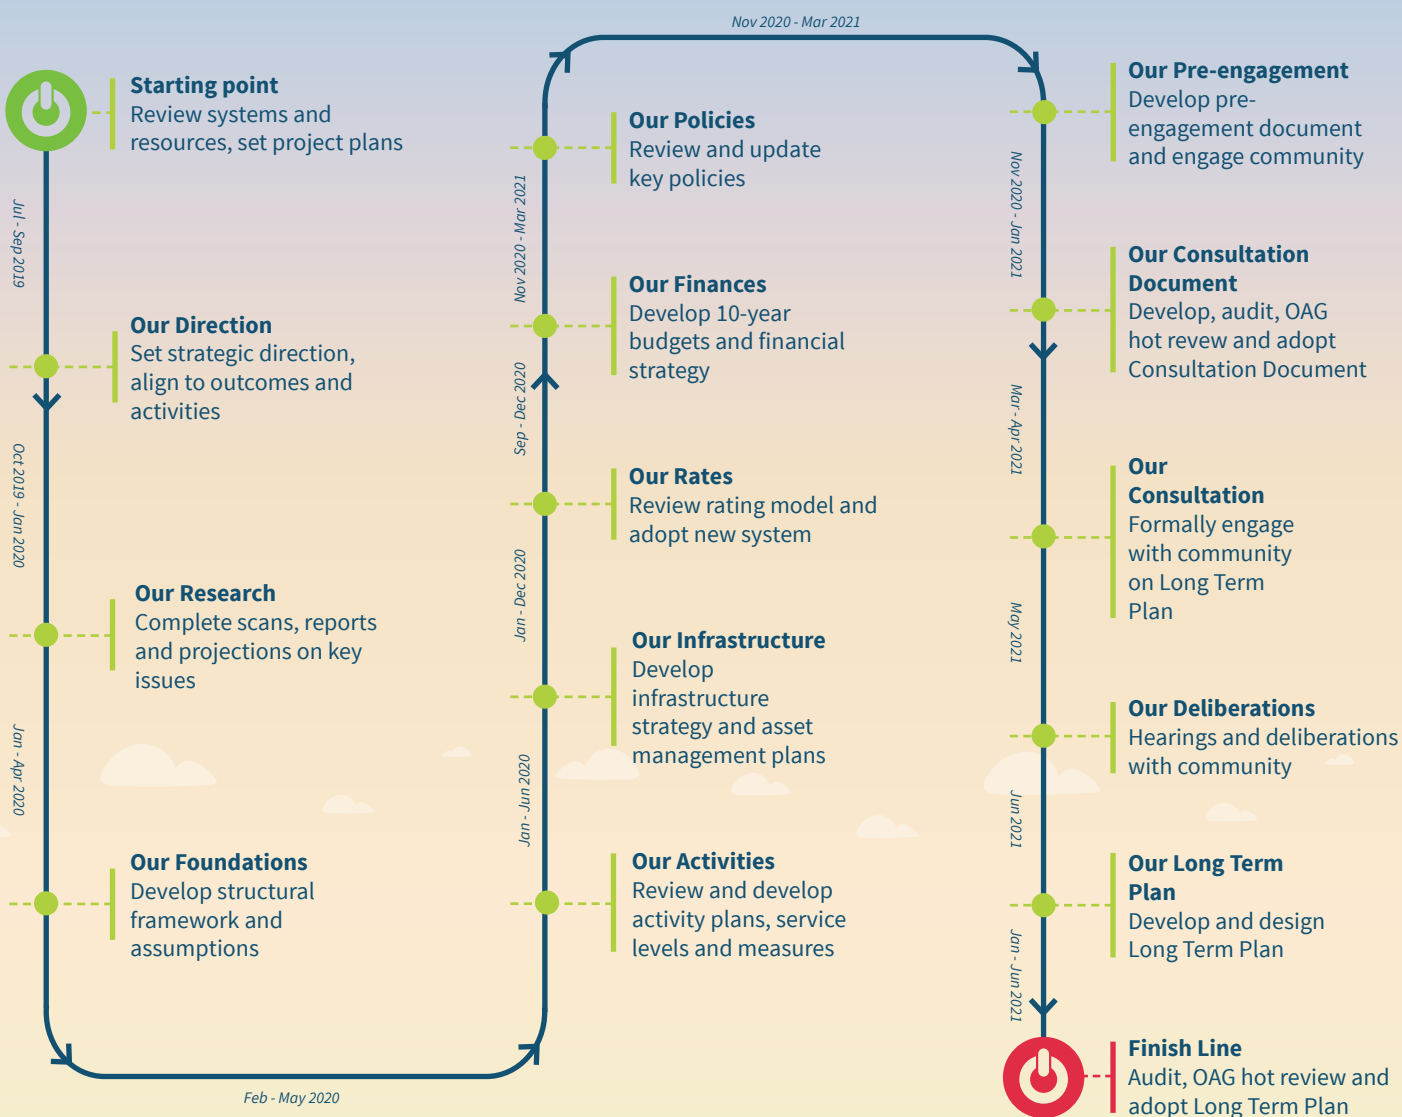 Starting point
Review systems and
resources, set project plans
Jul - Sep 2019
Our Direction
Set strategic direction,
align to outcomes and
activities
Oct 2019 - Jan 2020
Our Research
Complete scans, reports
and projections on key
issues
Jan - Apr 2020
Our Foundations
Develop structural
framework and
assumptions
Feb - May 2020
Our Activities
Review and develop
activity plans, service
levels and measures
Jan - Jun 2020
Our Infrastructure
Develop
infrastructure
strategy and asset
management plans
Jan - Dec 2020
Our Rates
Review rating model and
adopt new system
Sep - Dec 2020
Our Finances
Develop 10-year
budgets and financial
strategy
Nov 2020 - Mar 2021
Our Policies
Review and update
key policies
Nov 2020 - Mar 2021
Our Pre-engagement
Develop pre-
engagement document
and engage community
Nov 2020 - Jan 2021
Our Consultation
Document
Develop, audit, OAG
hot revew and adopt
Consultation Document
Mar - Apr 2021
Our
Consultation
Formally engage
with community
on Long Term
Plan
May 2021
Our Deliberations
Hearings and deliberations
with community
Jun 2021
Our Long Term
Plan
Develop and design
Long Term Plan
Jan - Jun 2021
Finish Line
Audit, OAG hot review and
adopt Long Term Plan